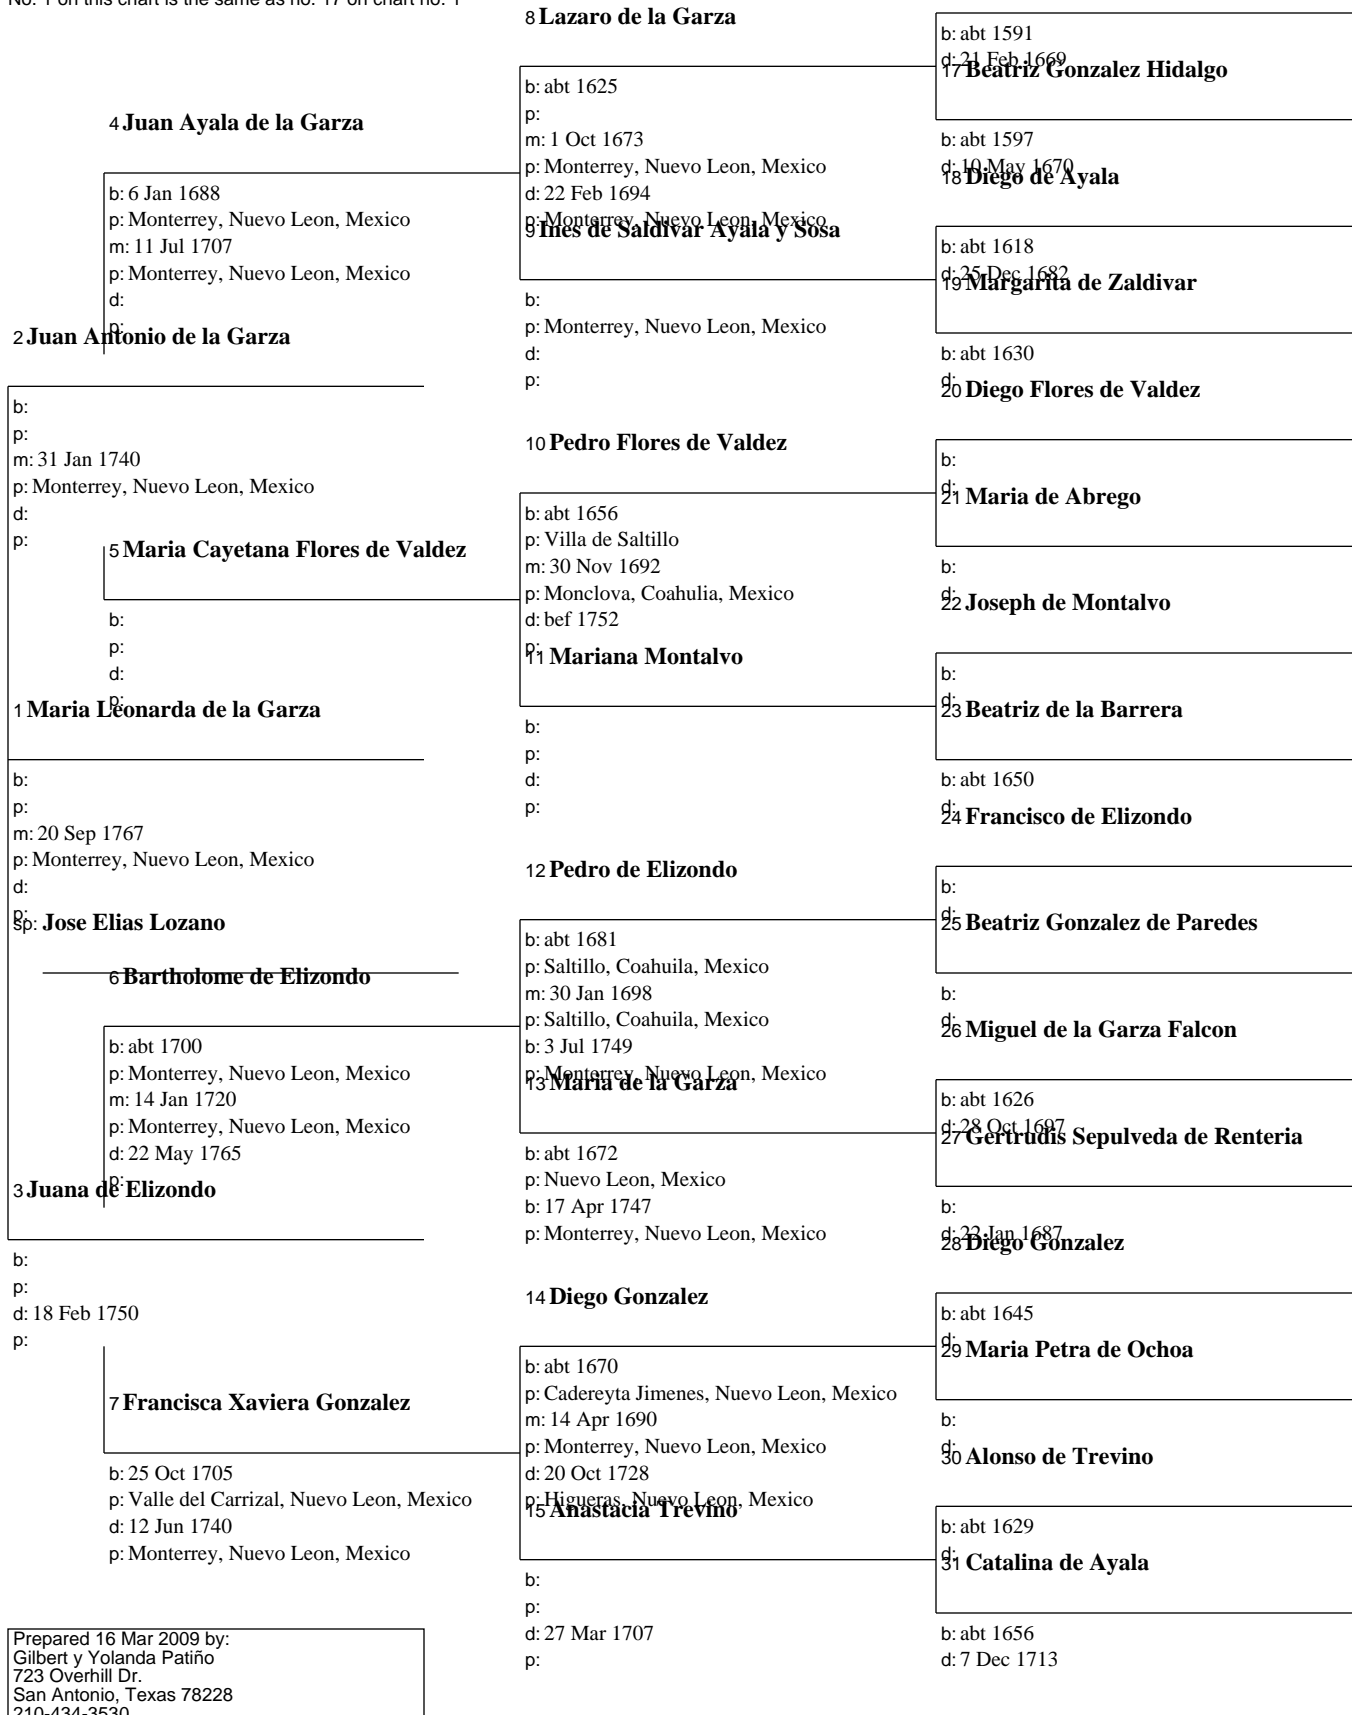 No. 1 on this chart is the same as no. 17 on chart no. 1
8 Lazaro de la Garza
b: abt 1625
p:
m: 1 Oct 1673
p: Monterrey, Nuevo Leon, Mexico
d: 22 Feb 1694
p: Monterrey, Nuevo Leon, Mexico
4 Juan Ayala de la Garza
b: 6 Jan 1688
p: Monterrey, Nuevo Leon, Mexico
m: 11 Jul 1707
p: Monterrey, Nuevo Leon, Mexico
d:
p:
9 Ines de Saldivar Ayala y Sosa
b:
p: Monterrey, Nuevo Leon, Mexico
d:
p:
2 Juan Antonio de la Garza
b:
p:
m: 31 Jan 1740
p: Monterrey, Nuevo Leon, Mexico
d:
p:
10 Pedro Flores de Valdez
b: abt 1656
p: Villa de Saltillo
m: 30 Nov 1692
p: Monclova, Coahulia, Mexico
d: bef 1752
p:
5 Maria Cayetana Flores de Valdez
b:
p:
d:
p:
11 Mariana Montalvo
b:
p:
d:
p:
1 Maria Leonarda de la Garza
b:
p:
m: 20 Sep 1767
p: Monterrey, Nuevo Leon, Mexico
d:
p:
sp: Jose Elias Lozano
12 Pedro de Elizondo
b: abt 1681
p: Saltillo, Coahuila, Mexico
m: 30 Jan 1698
p: Saltillo, Coahuila, Mexico
b: 3 Jul 1749
p: Monterrey, Nuevo Leon, Mexico
6 Bartholome de Elizondo
b: abt 1700
p: Monterrey, Nuevo Leon, Mexico
m: 14 Jan 1720
p: Monterrey, Nuevo Leon, Mexico
d: 22 May 1765
p:
13 Maria de la Garza
b: abt 1672
p: Nuevo Leon, Mexico
b: 17 Apr 1747
p: Monterrey, Nuevo Leon, Mexico
3 Juana de Elizondo
b:
p:
d: 18 Feb 1750
p:
14 Diego Gonzalez
b: abt 1670
p: Cadereyta Jimenes, Nuevo Leon, Mexico
m: 14 Apr 1690
p: Monterrey, Nuevo Leon, Mexico
d: 20 Oct 1728
p: Higueras, Nuevo Leon, Mexico
7 Francisca Xaviera Gonzalez
b: 25 Oct 1705
p: Valle del Carrizal, Nuevo Leon, Mexico
d: 12 Jun 1740
p: Monterrey, Nuevo Leon, Mexico
15 Anastacia Trevino
b:
p:
d: 27 Mar 1707
p:
b: abt 1591
d: 21 Feb 1669
17 Beatriz Gonzalez Hidalgo
b: abt 1597
d: 10 May 1670
18 Diego de Ayala
b: abt 1618
d: 25 Dec 1682
19 Margarita de Zaldivar
b: abt 1630
d:
20 Diego Flores de Valdez
b:
d:
21 Maria de Abrego
b:
d:
22 Joseph de Montalvo
b:
d:
23 Beatriz de la Barrera
b: abt 1650
d:
24 Francisco de Elizondo
b:
d:
25 Beatriz Gonzalez de Paredes
b:
d:
26 Miguel de la Garza Falcon
b: abt 1626
d: 28 Oct 1697
27 Gertrudis Sepulveda de Renteria
b:
d: 22 Jan 1687
28 Diego Gonzalez
b: abt 1645
d:
29 Maria Petra de Ochoa
b:
d:
30 Alonso de Trevino
b: abt 1629
d:
31 Catalina de Ayala
b: abt 1656
d: 7 Dec 1713
Prepared 16 Mar 2009 by:
Gilbert y Yolanda Patiño
723 Overhill Dr.
San Antonio, Texas 78228
210-434-3530